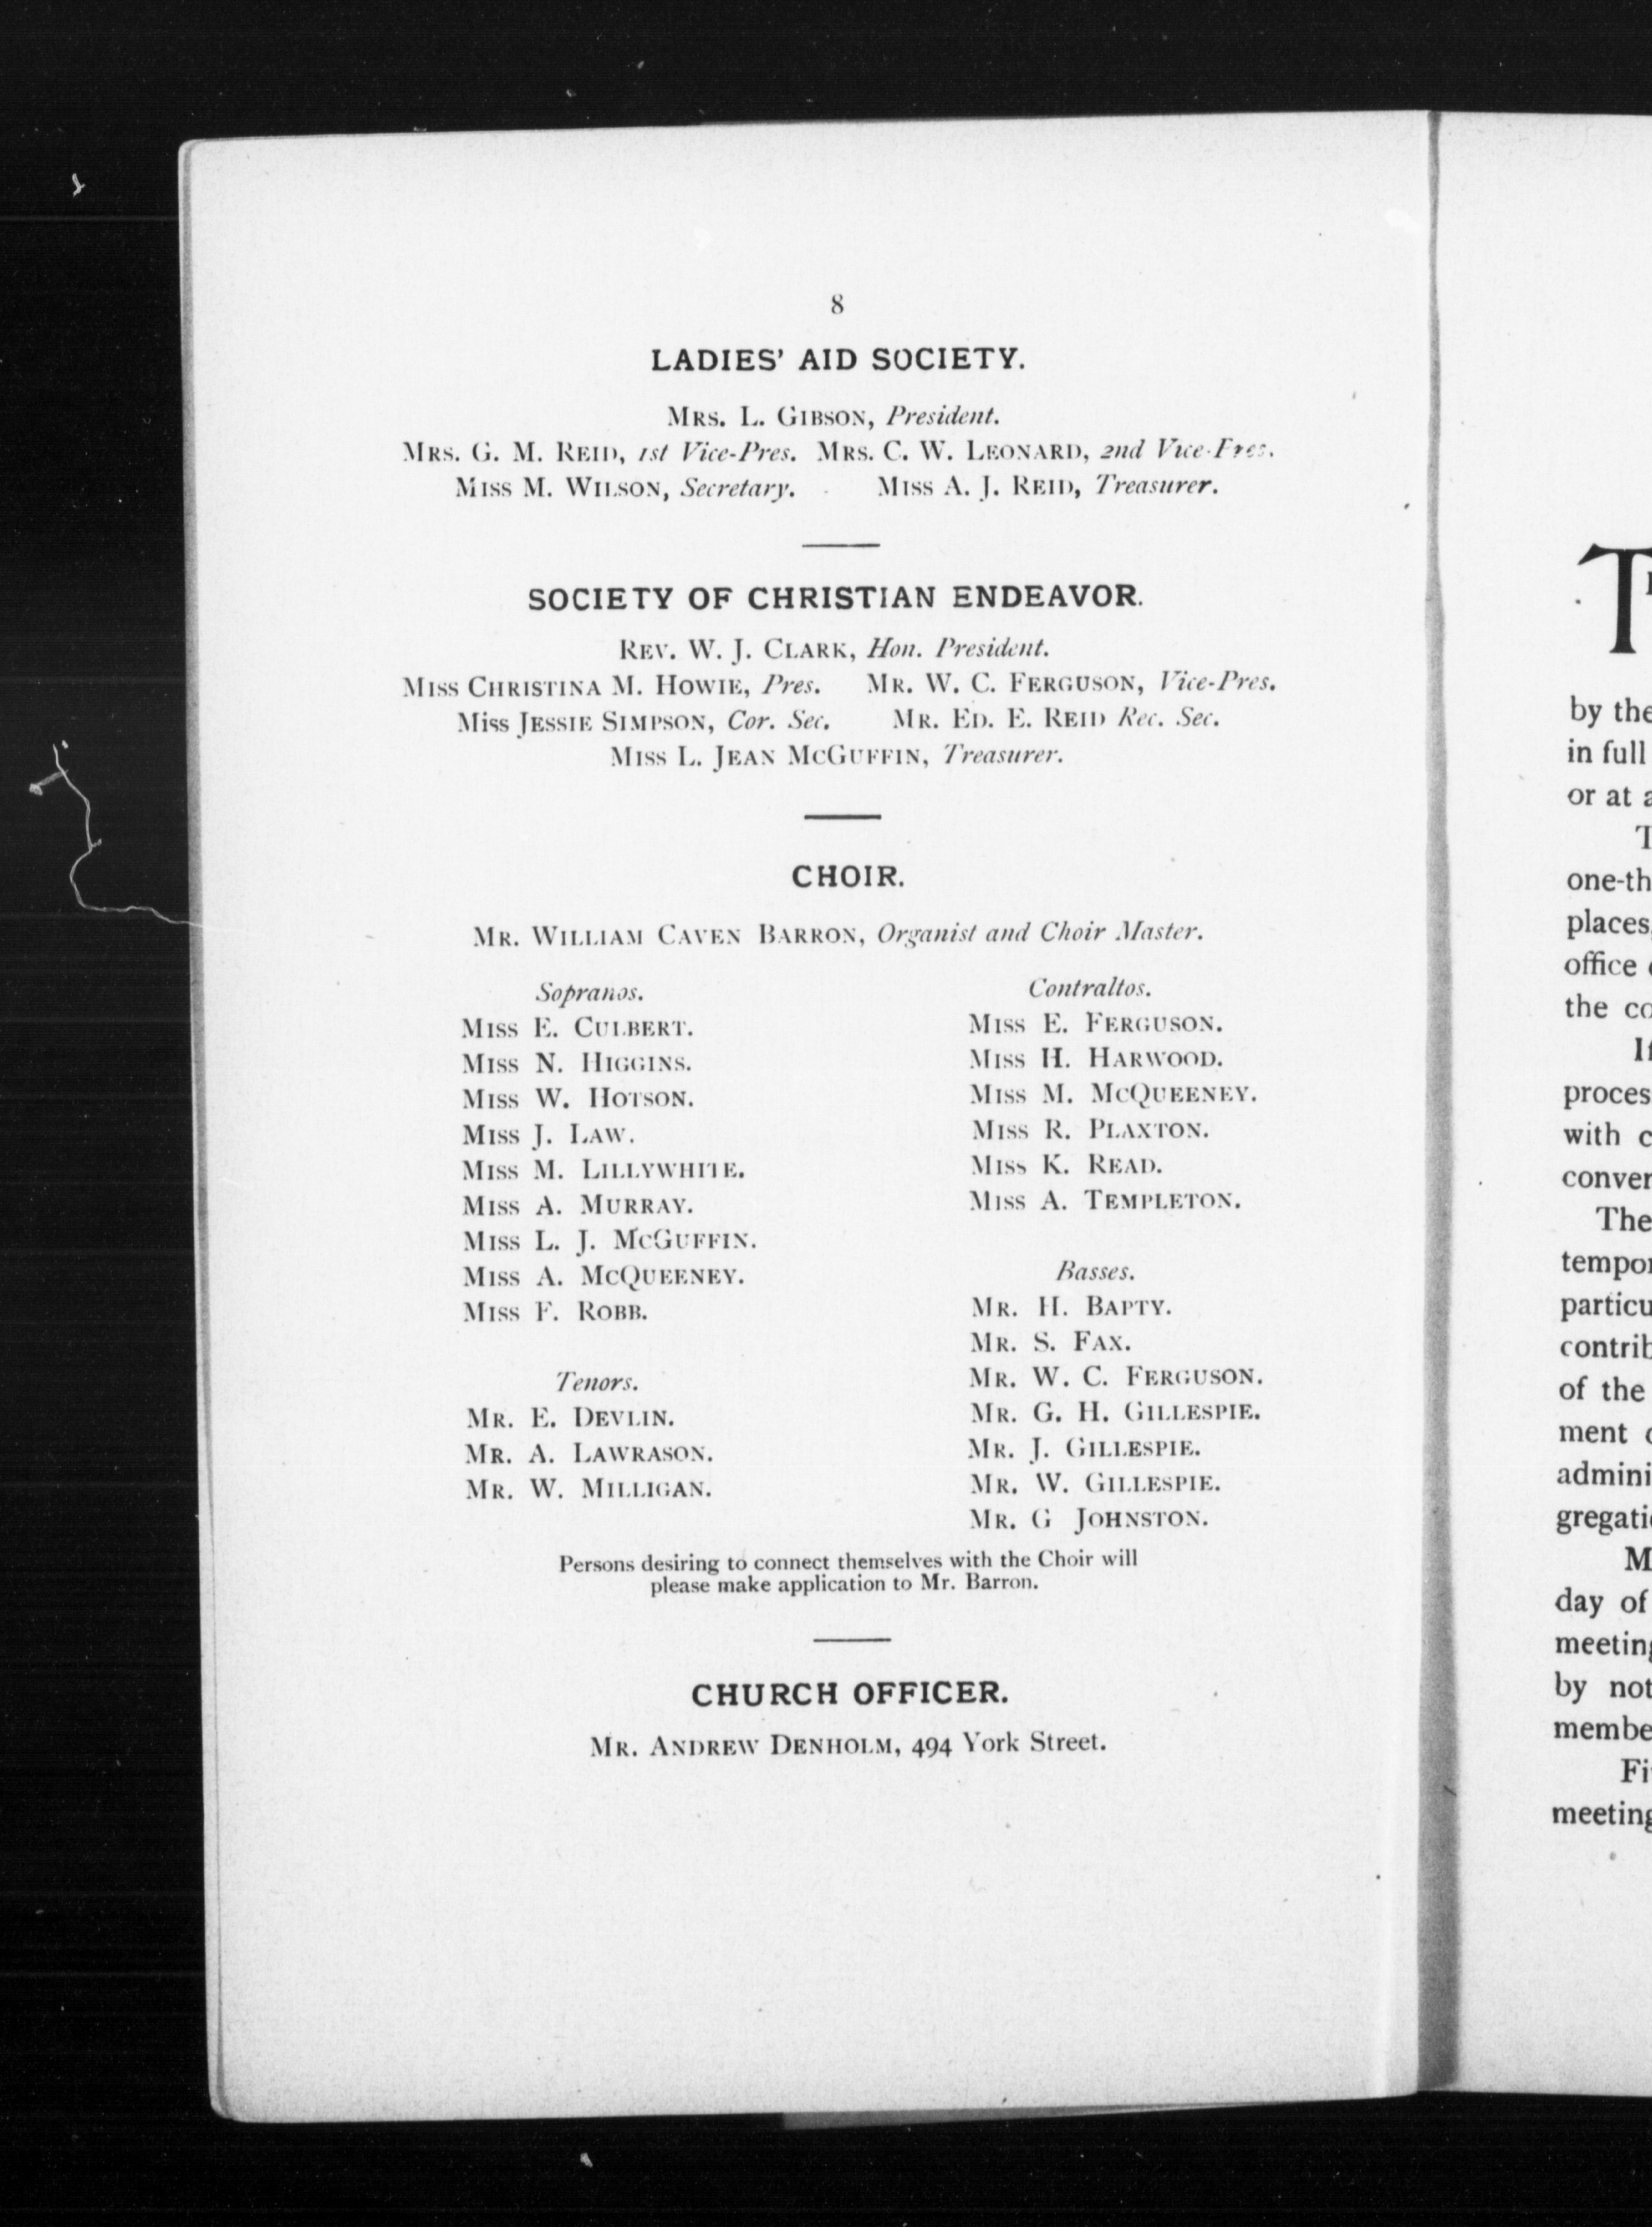 8
LADIES' AID SOCIETY.
MRS. L. GIBSON, President.
MRS. G. M. REID, 1st Vice-Pres. MRS. C. W. LEONARD, 2nd Vice-Pres.
MISS M. WILSON, Secretary. MISS A. J. REID, Treasurer.
SOCIETY OF CHRISTIAN ENDEAVOR.
REV. W. J. CLARK, Hon. President.
MISS CHRISTINA M. HOWIE, Pres. MR. W. C. FERGUSON, Vice-Pres.
Miss JESSIE SIMPSON, Cor. Sec. MR. ED. E. REID Rec. Sec.
MISS L. JEAN MCGUFFIN, Treasurer.
CHOIR.
MR. WILLIAM CAVEN BARRON, Organist and Choir Master.
Sopranos.
MISS E. CULBERT.
MISS N. HIGGINS.
MISS W. HOTSON.
MISS J. LAW.
MISS M. LILLYWHITE.
MISS A. MURRAY.
MISS L. J. MCGUFFIN.
MISS A. MCQUEENEY.
MISS F. ROBB.
Tenors.
MR. E. DEVLIN.
MR. A. LAWRASON.
MR. W. MILLIGAN.
Contraltos.
MISS E. FERGUSON.
MISS H. HARWOOD.
MISS M. MCQUEENEY.
MISS R. PLAXTON.
MISS K. READ.
MISS A. TEMPLETON.
Basses.
MR. H. BAPTY.
MR. S. FAX.
MR. W. C. FERGUSON.
MR. G. H. GILLESPIE.
MR. J. GILLESPIE.
MR. W. GILLESPIE.
MR. G JOHNSTON.
Persons desiring to connect themselves with the Choir will
please make application to Mr. Barron.
CHURCH OFFICER.
MR. ANDREW DENHOLM, 494 York Street.
by the
in full
or at
one-th
places,
office
the
proces
with
conver
The
tempor
particu
contrib
of the
ment
admini
gregati
day of
meeting
by not
membe
meeting